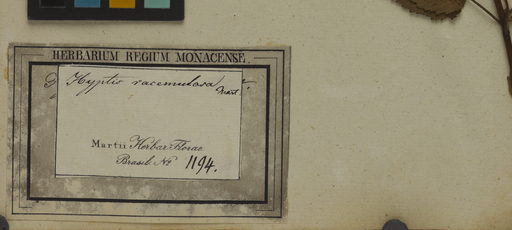 HERBARIUM REGIUM MONACENSE.
Hyptis racemulosa Mart.
Martii Herbar. Florae
Brasil. No 1194.